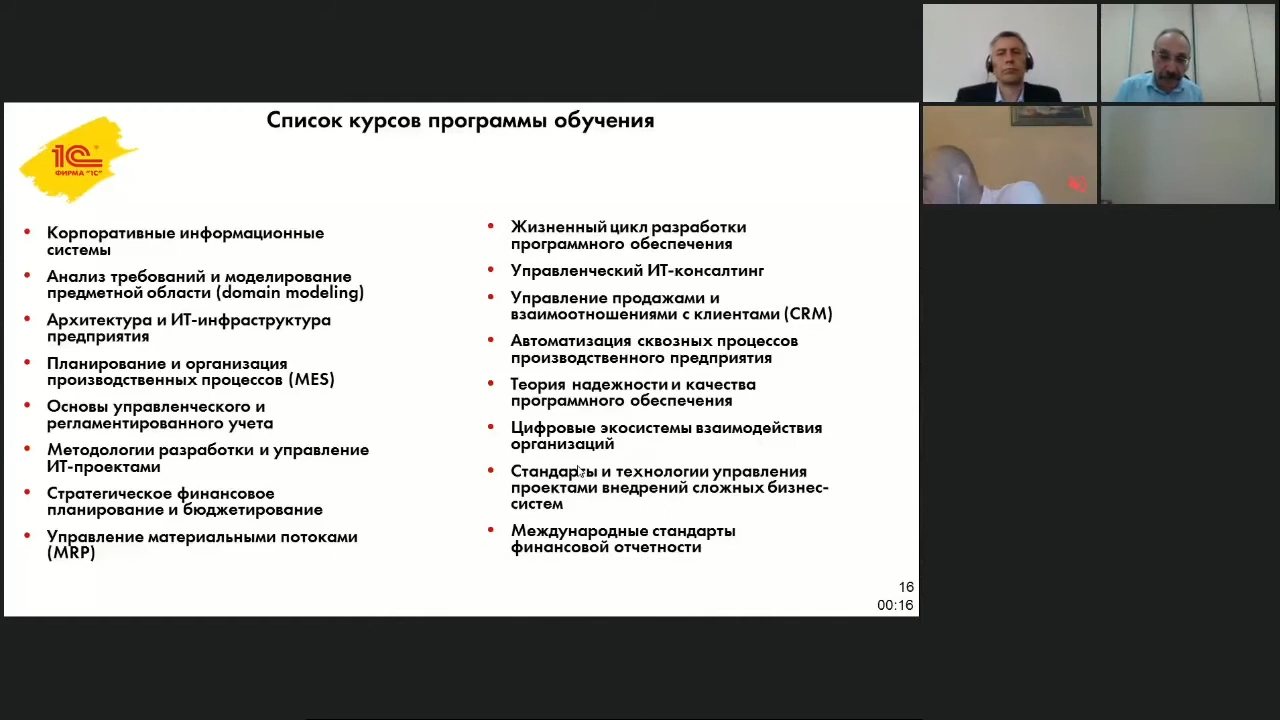 Список курсов программы обучения
1С
ФИРМА "1С"
• Корпоративные информационные
системы
• Анализ требований и моделирование
предметной области (domain modeling)
• Архитектура и ИТ-инфраструктура
предприятия
• Планирование и организация
производственных процессов (MES)
• Основы управленческого и
регламентированного учета
• Методологии разработки и управление
ИТ-проектами
• Стратегическое финансовое
планирование и бюджетирование
• Управление материальными потоками
(MRP)
• Жизненный цикл разработки
программного обеспечения
• Управленческий ИТ-консалтинг
• Управление продажами и
взаимоотношениями с клиентами (CRM)
• Автоматизация сквозных процессов
производственного предприятия
• Теория надежности и качества
программного обеспечения
• Цифровые экосистемы взаимодействия
организаций
• Стандарты и технологии управления
проектами внедрений сложных бизнес-
систем
• Международные стандарты
финансовой отчетности
16
00:16